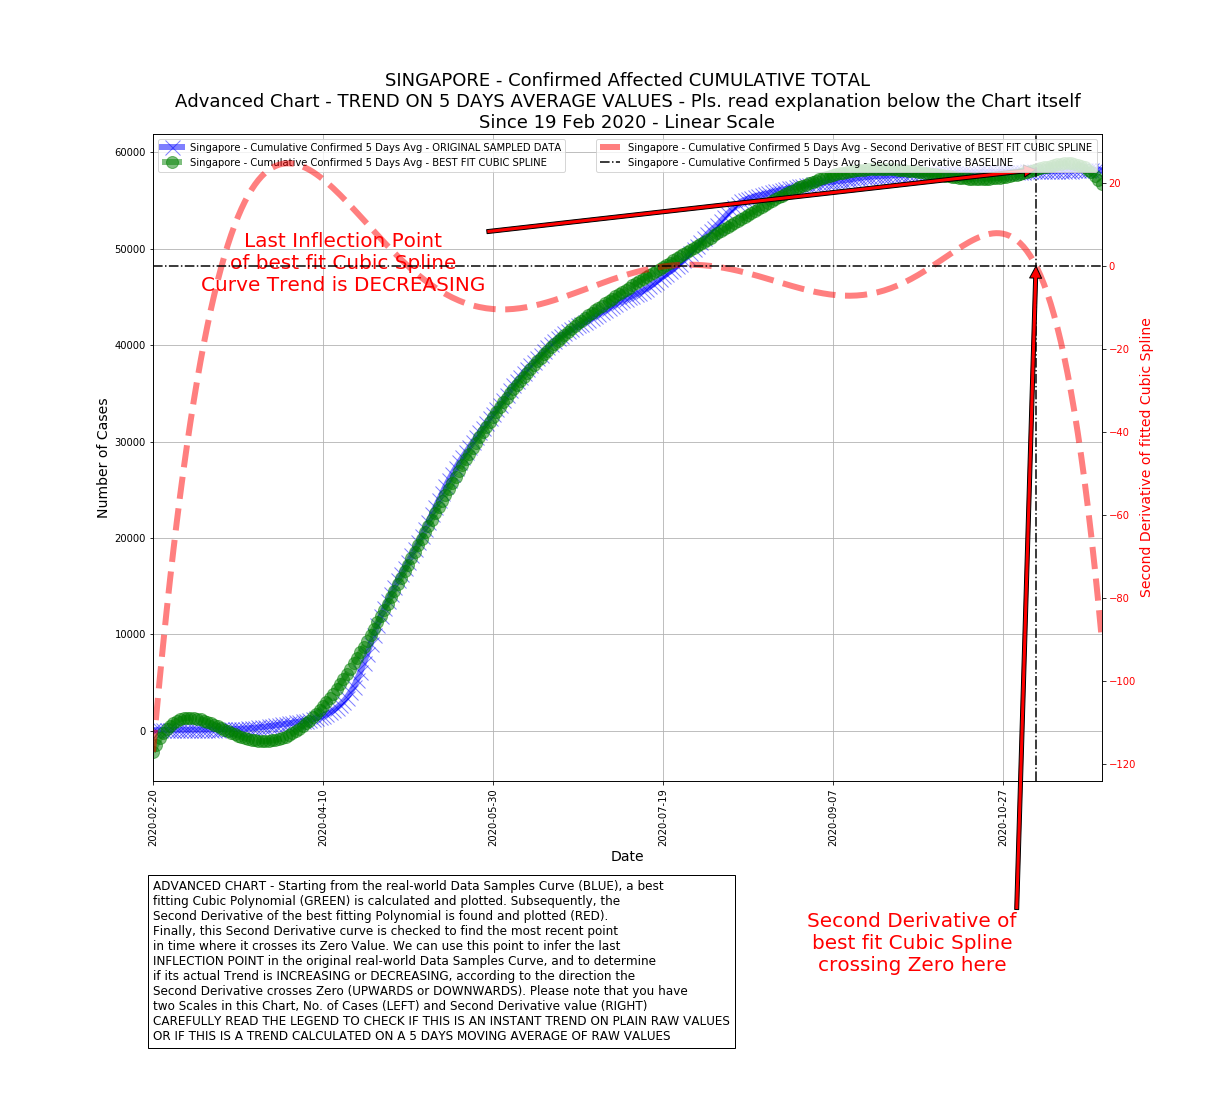 SINGAPORE - Confirmed Affected CUMULATIVE TOTAL
Advanced Chart - TREND ON 5 DAYS AVERAGE VALUES - Pls. read explanation below the Chart itself
Since 19 Feb 2020 - Linear Scale
Singapore - Cumulative Confirmed 5 Days Avg - ORIGINAL SAMPLED DATA
Singapore - Cumulative Confirmed 5 Days Avg - BEST FIT CUBIC SPLINE
Singapore - Cumulative Confirmed 5 Days Avg - Second Derivative of BEST FIT CUBIC SPLINE
Singapore - Cumulative Confirmed 5 Days Avg - Second Derivative BASELINE
Last Inflection Point
of best fit Cubic Spline
Curve Trend is DECREASING
Number of Cases
60000
50000
40000
30000
20000
10000
0
20
0
−20
−40
−60
−80
−100
−120
Second Derivative of fitted Cubic Spline
2020-02-20
2020-04-10
2020-05-30
2020-07-19
2020-09-07
2020-10-27
Date
Second Derivative of
best fit Cubic Spline
crossing Zero here
ADVANCED CHART - Starting from the real-world Data Samples Curve (BLUE), a best
fitting Cubic Polynomial (GREEN) is calculated and plotted. Subsequently, the
Second Derivative of the best fitting Polynomial is found and plotted (RED).
Finally, this Second Derivative curve is checked to find the most recent point
in time where it crosses its Zero Value. We can use this point to infer the last
INFLECTION POINT in the original real-world Data Samples Curve, and to determine
if its actual Trend is INCREASING or DECREASING, according to the direction the
Second Derivative crosses Zero (UPWARDS or DOWNWARDS). Please note that you have
two Scales in this Chart, No. of Cases (LEFT) and Second Derivative value (RIGHT)
CAREFULLY READ THE LEGEND TO CHECK IF THIS IS AN INSTANT TREND ON PLAIN RAW VALUES
OR IF THIS IS A TREND CALCULATED ON A 5 DAYS MOVING AVERAGE OF RAW VALUES